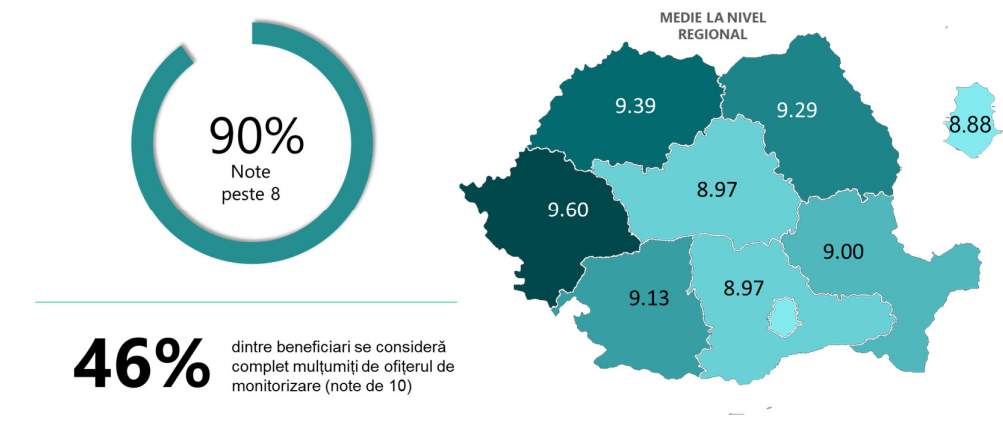 90%
Note
peste 8
46%
dintre beneficiari se consideră
complet mulțumiți de ofițerul de
monitorizare (note de 10)
MEDIE LA NIVEL
REGIONAL
9.39
9.29
8.88
8.97
9.60
9.00
9.13
8.97